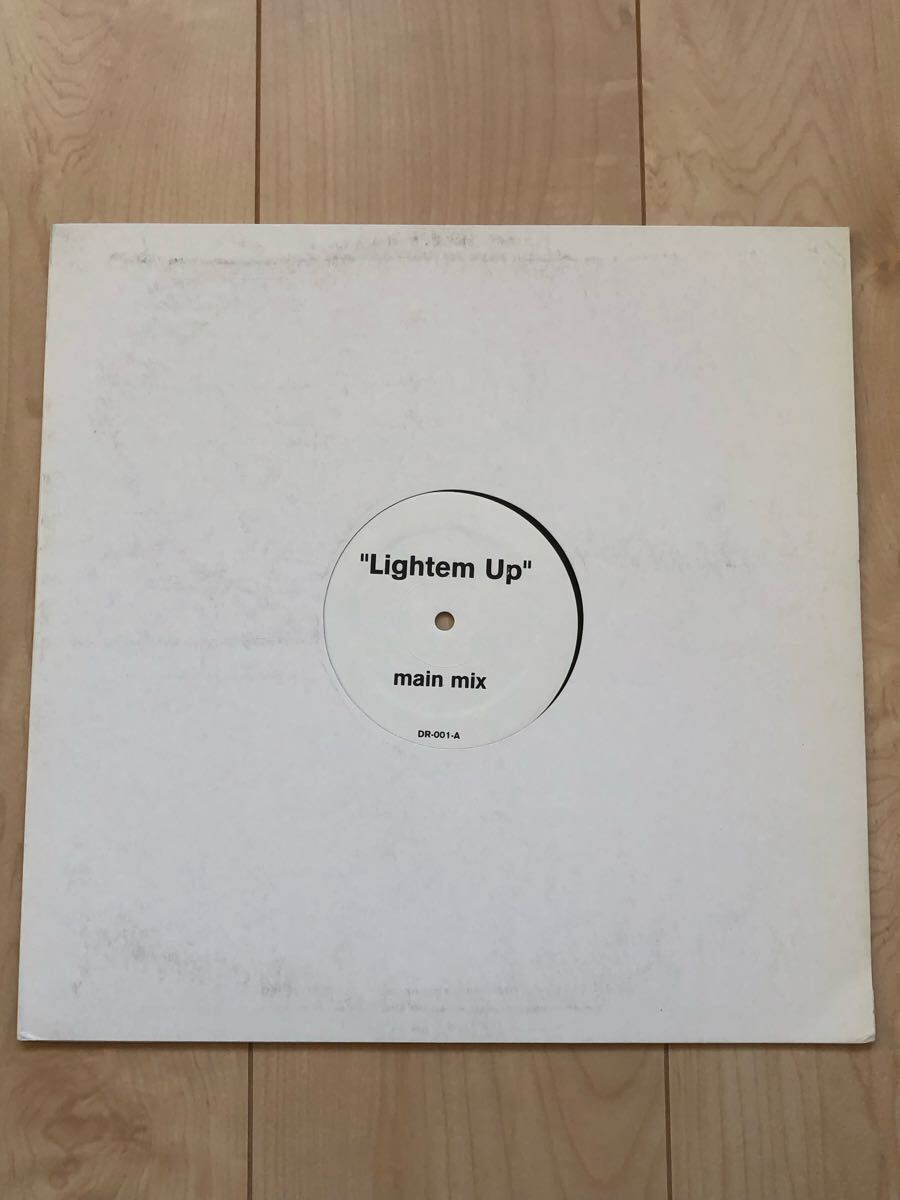 "Lightem Up"
main mix
DR-001-A